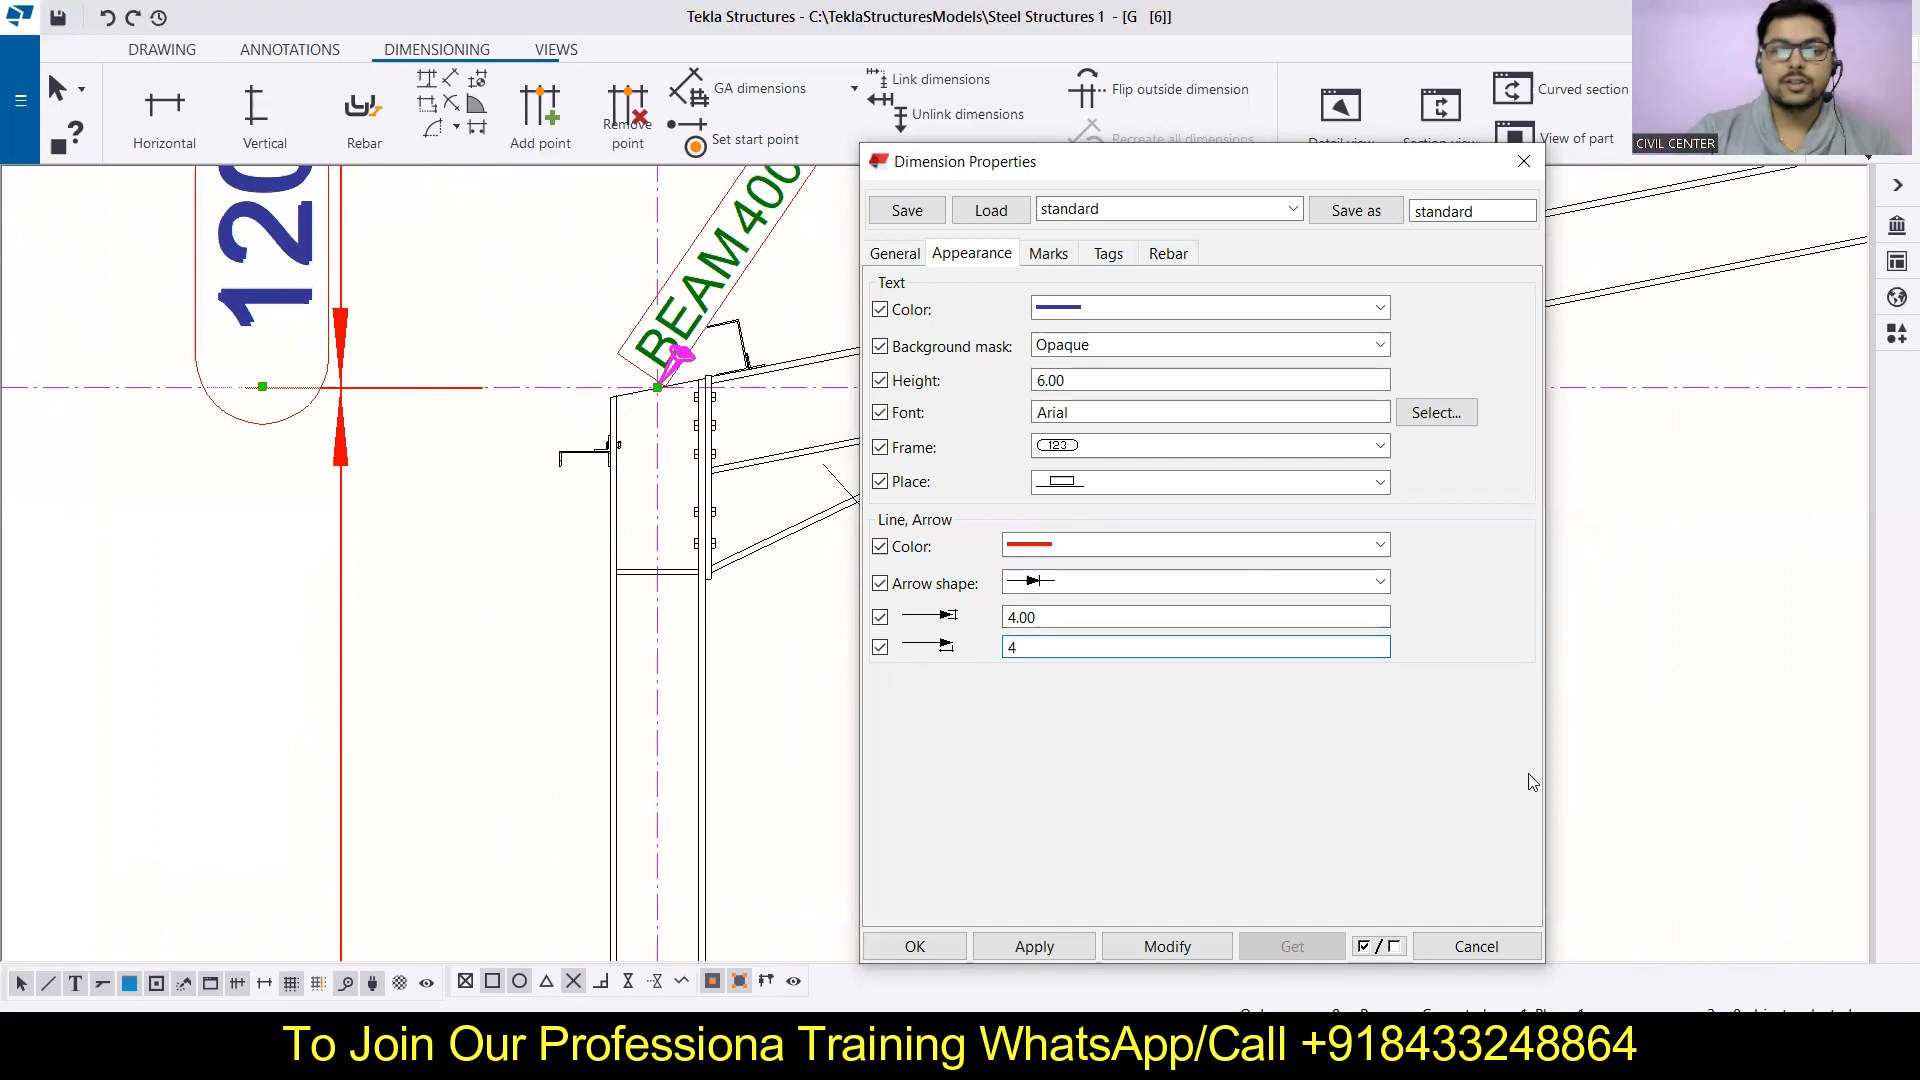 Tekla Structures - C:\TeklaStructuresModels\Steel Structures 1 - [G [6]]
DRAWING ANNOTATIONS DIMENSIONING VIEWS
Horizontal Vertical Rebar Add point Remove point
GA dimensions
Set start point
Link dimensions
Unlink dimensions
Flip outside dimension
Recreate all dimensions
Curved section
View of part
CIVIL CENTER
120
BEAM400
Dimension Properties
Save Load standard Save as standard
General Appearance Marks Tags Rebar
Text
Color:
Background mask: Opaque
Height: 6.00
Font: Arial Select...
Frame: 123
Place:
Line, Arrow
Color:
Arrow shape:
4.00
4
OK Apply Modify Get Cancel
To Join Our Professiona Training WhatsApp/Call +918433248864